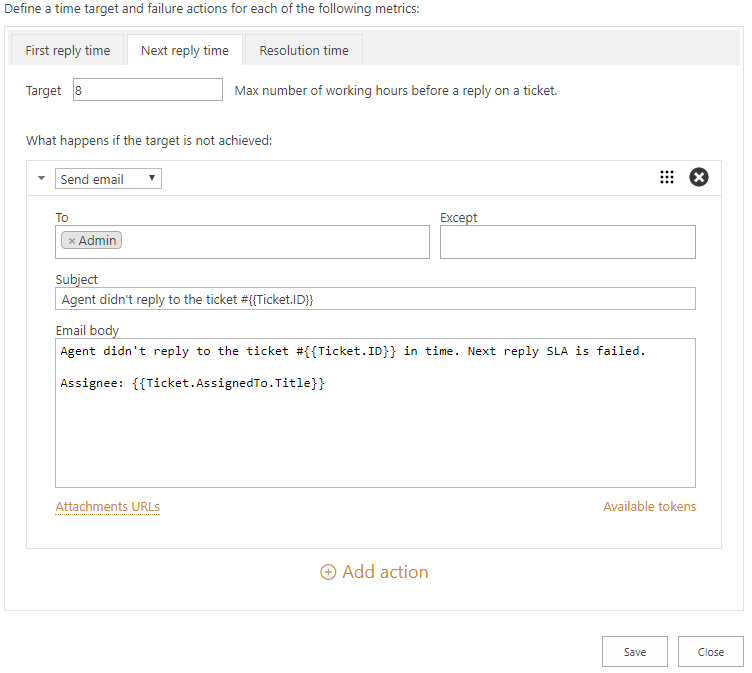 Define a time target and failure actions for each of the following metrics:
First reply time Next reply time Resolution time
Target 8 Max number of working hours before a reply on a ticket.
What happens if the target is not achieved:
Send email
To Except
× Admin
Subject
Agent didn't reply to the ticket #{{Ticket.ID}}
Email body
Agent didn't reply to the ticket #{{Ticket.ID}} in time. Next reply SLA is failed.
Assignee: {{Ticket.AssignedTo.Title}}
Attachments URLs Available tokens
Add action
Save Close